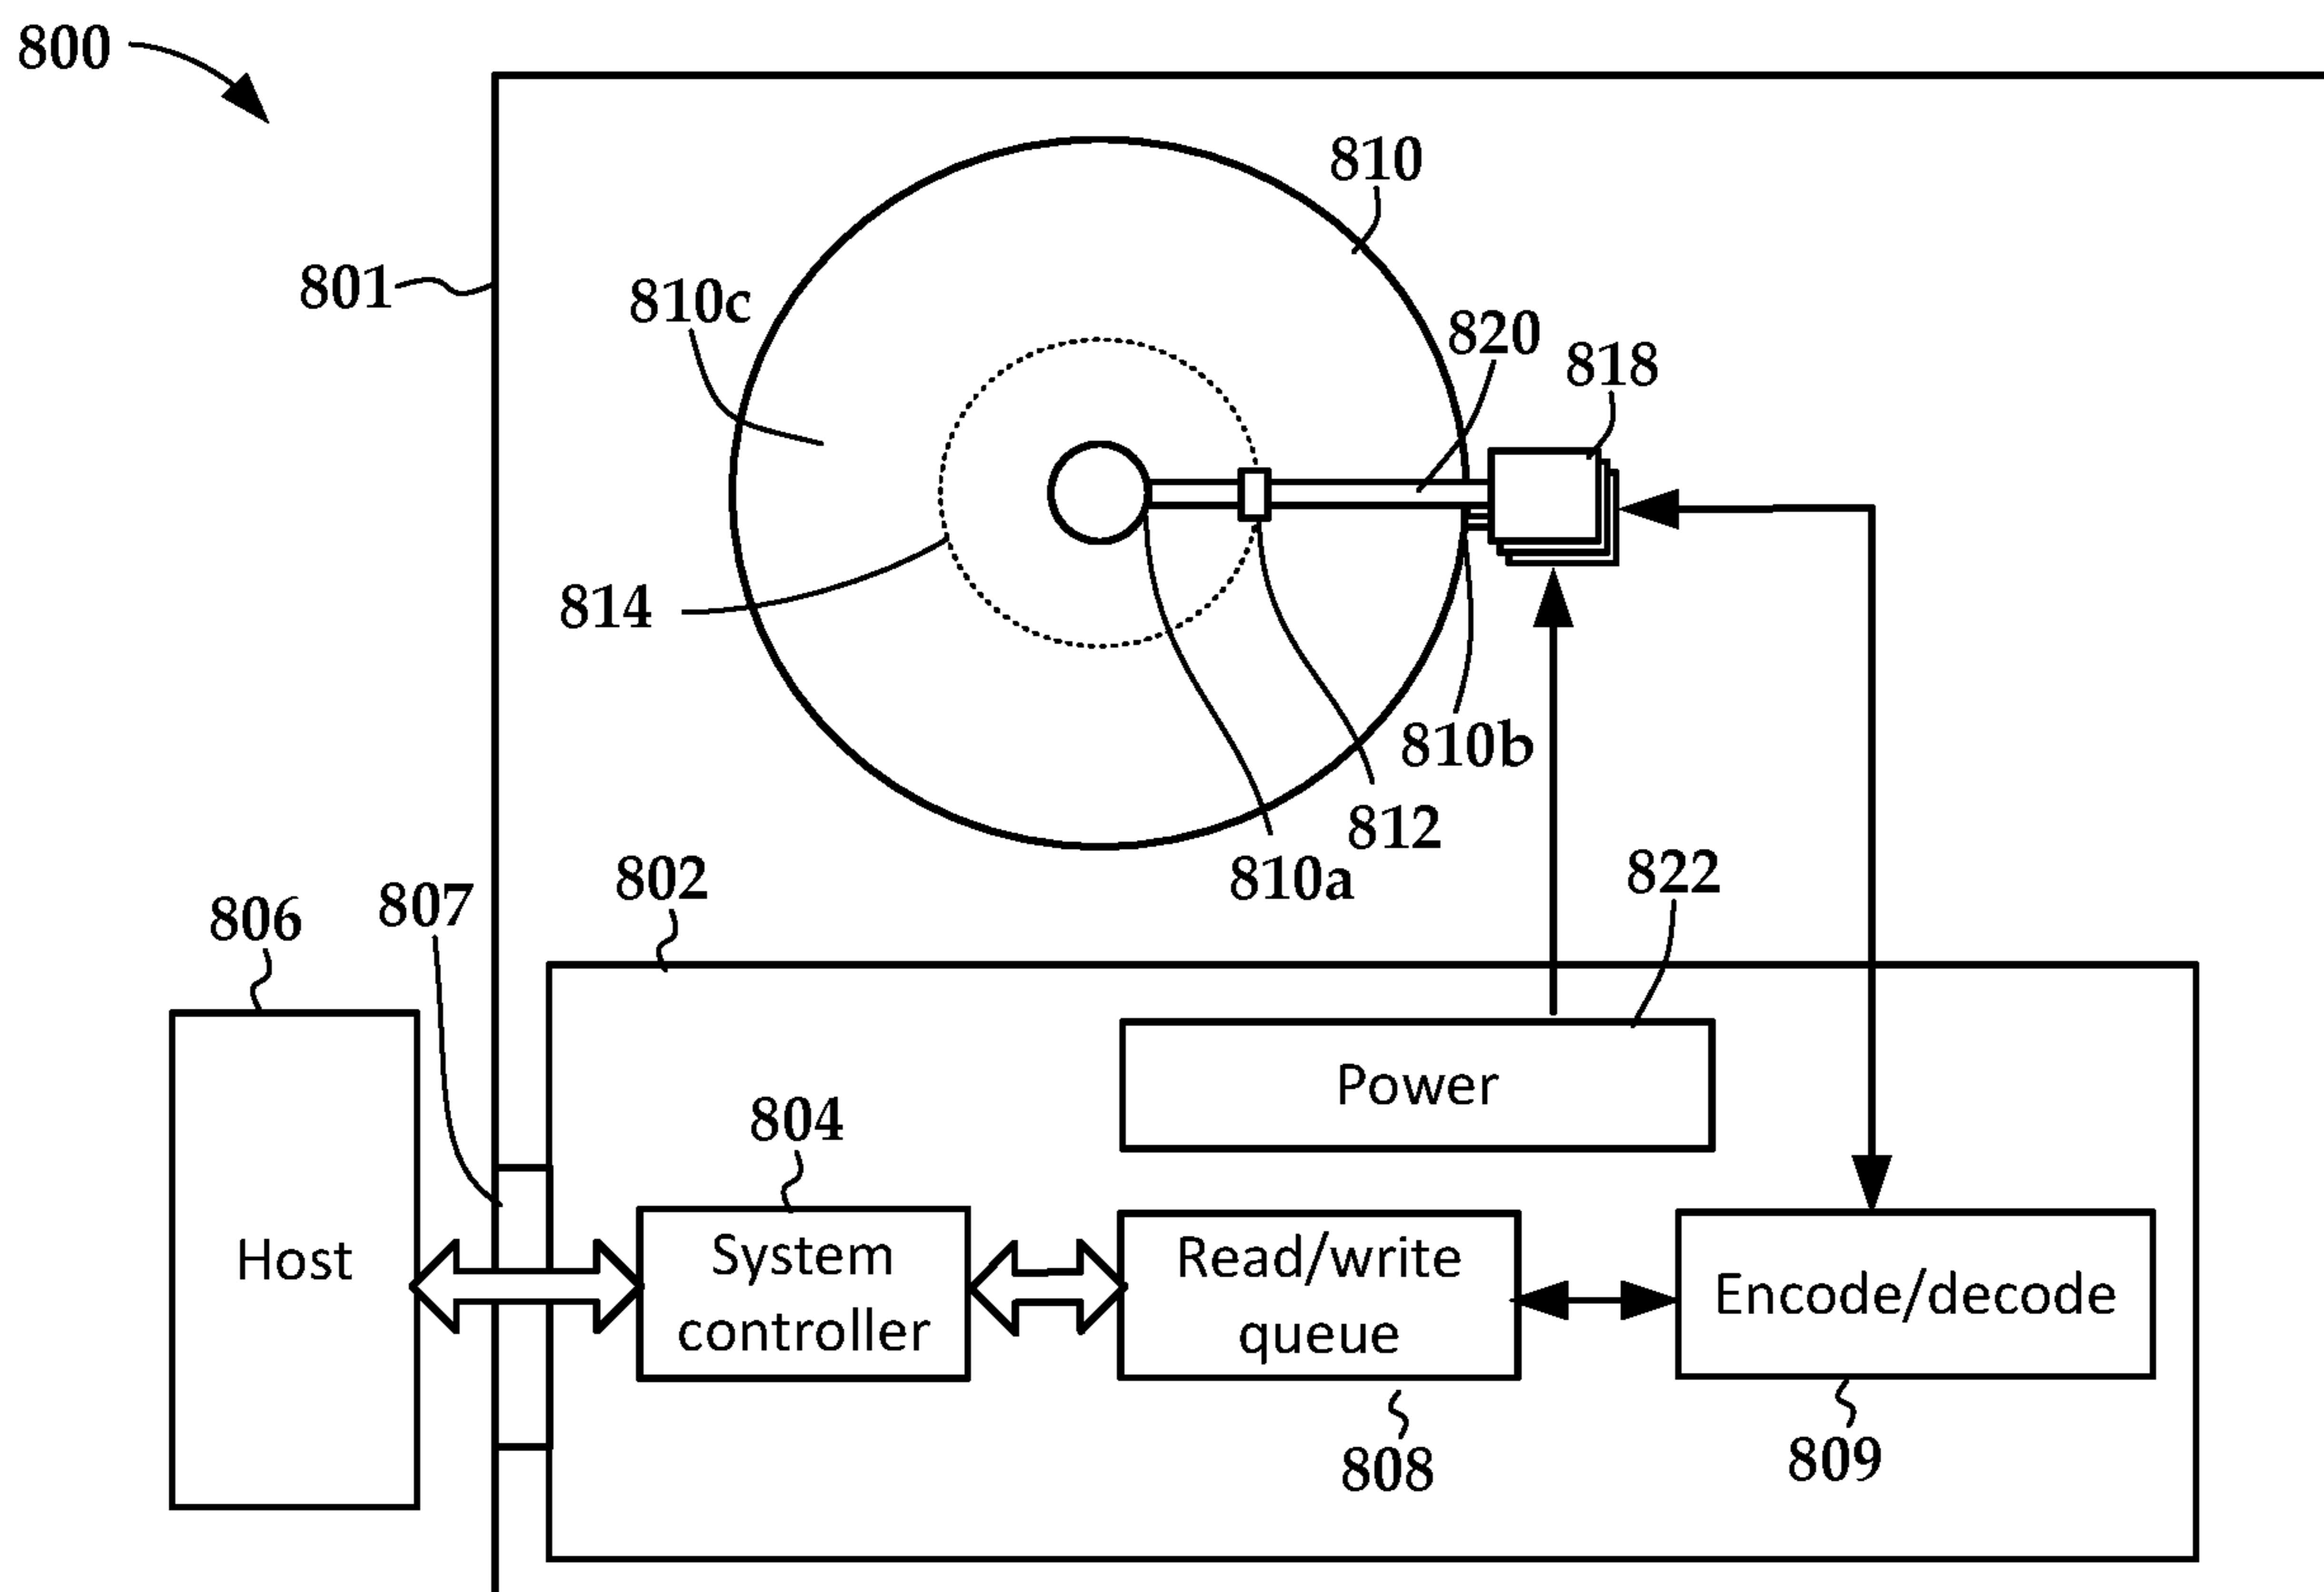 800
810
801
810c
820
818
814
810b
812
810a
802
822
807
806
Power
804
Host
System
controller
Read/write
queue
Encode/decode
808
809